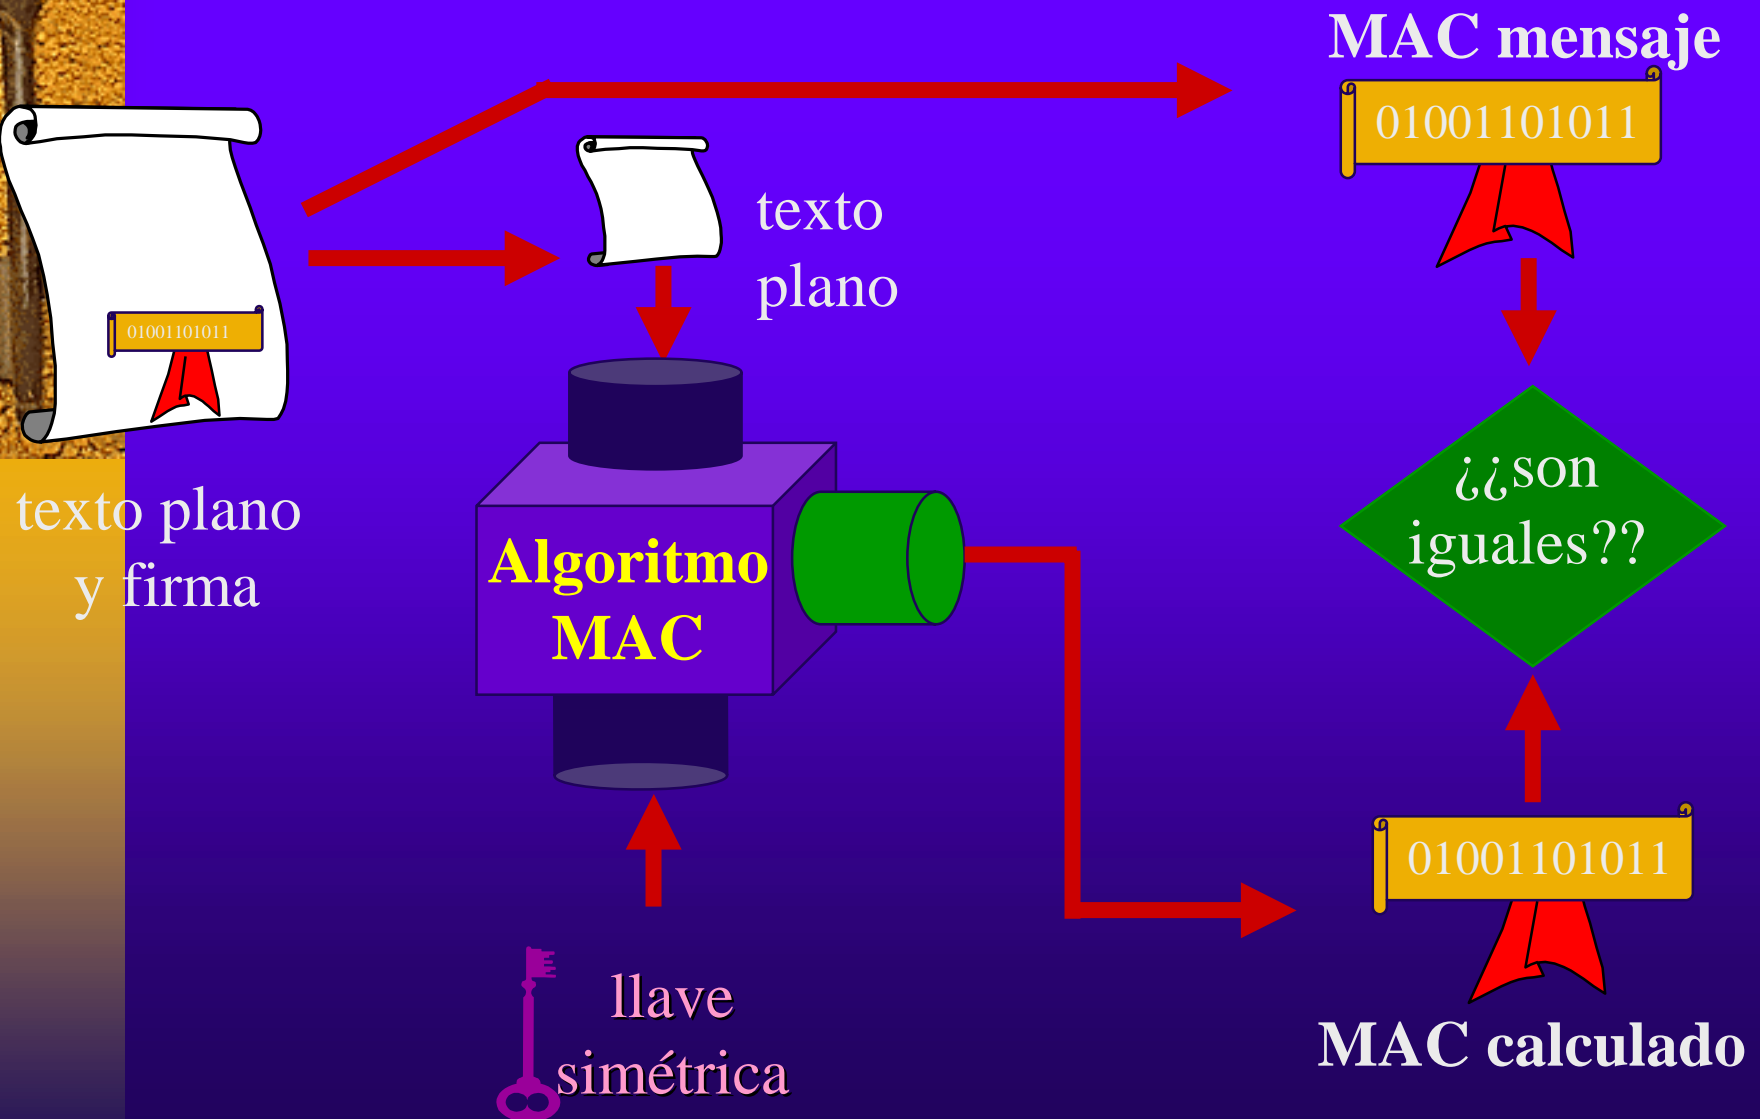 MAC mensaje
01001101011
texto
plano
01001101011
texto plano
y firma
Algoritmo
MAC
¿¿son
iguales??
01001101011
llave
simétrica
MAC calculado